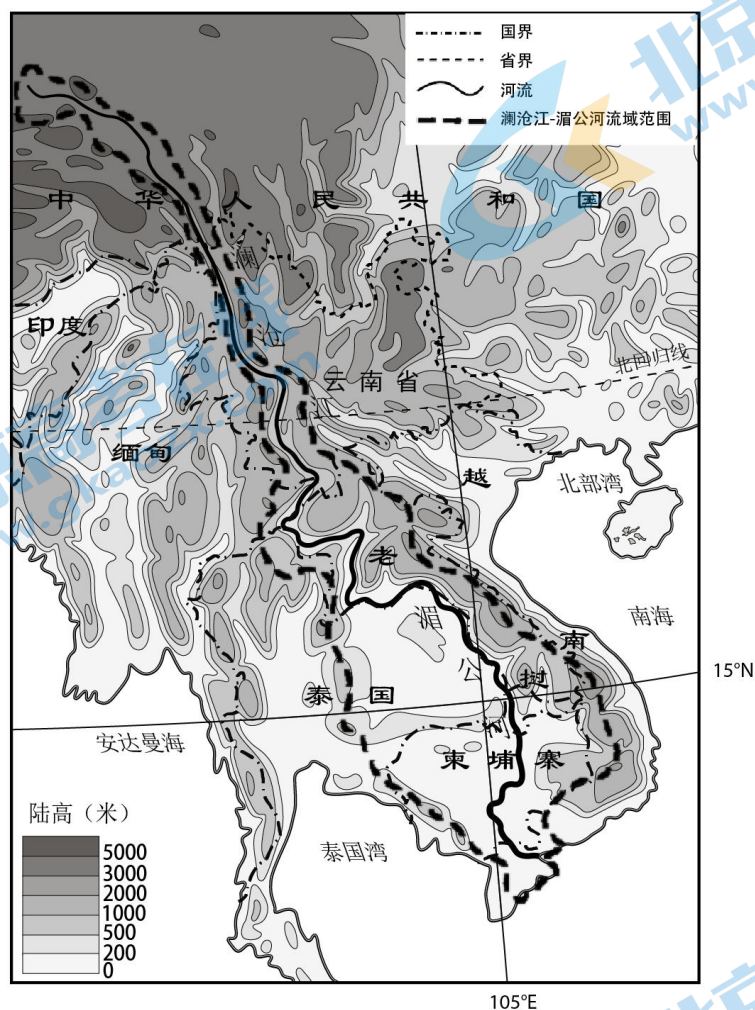 国界
省界
河流
澜沧江-湄公河流域范围
北京
www
中华人民共和国
澜
印度
沧
云南省
北回归线
江
缅甸
越
北部湾
老
湄
南海
南
公
15°N
挝
泰国
安达曼海
柬埔寨
陆高（米）
泰国湾
5000
3000
2000
1000
500
200
0
105°E